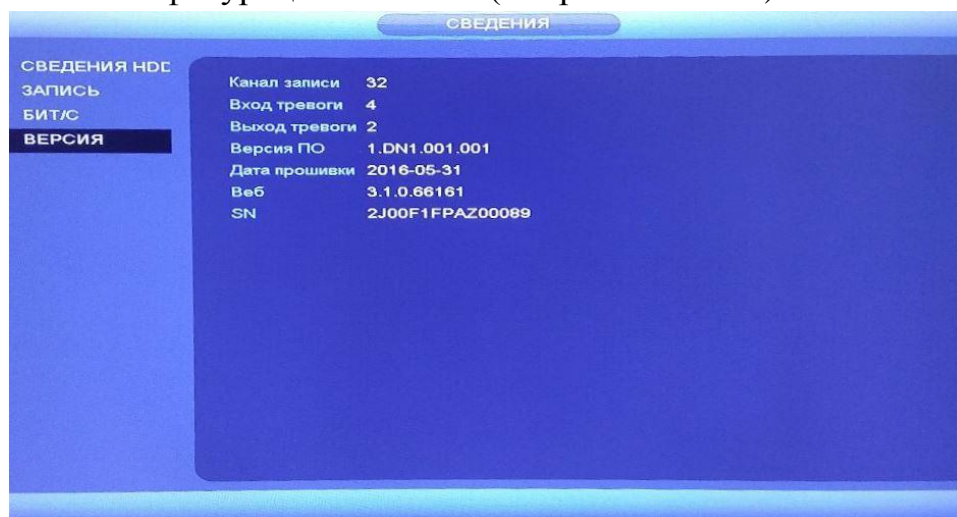 СВЕДЕНИЯ
СВЕДЕНИЯ HDD
ЗАПИСЬ
БИТ/С
ВЕРСИЯ
Канал записи 32
Вход тревоги 4
Выход тревоги 2
Версия ПО 1.DN1.001.001
Дата прошивки 2016-05-31
Веб 3.1.0.66161
SN 2J00F1FPAZ00089